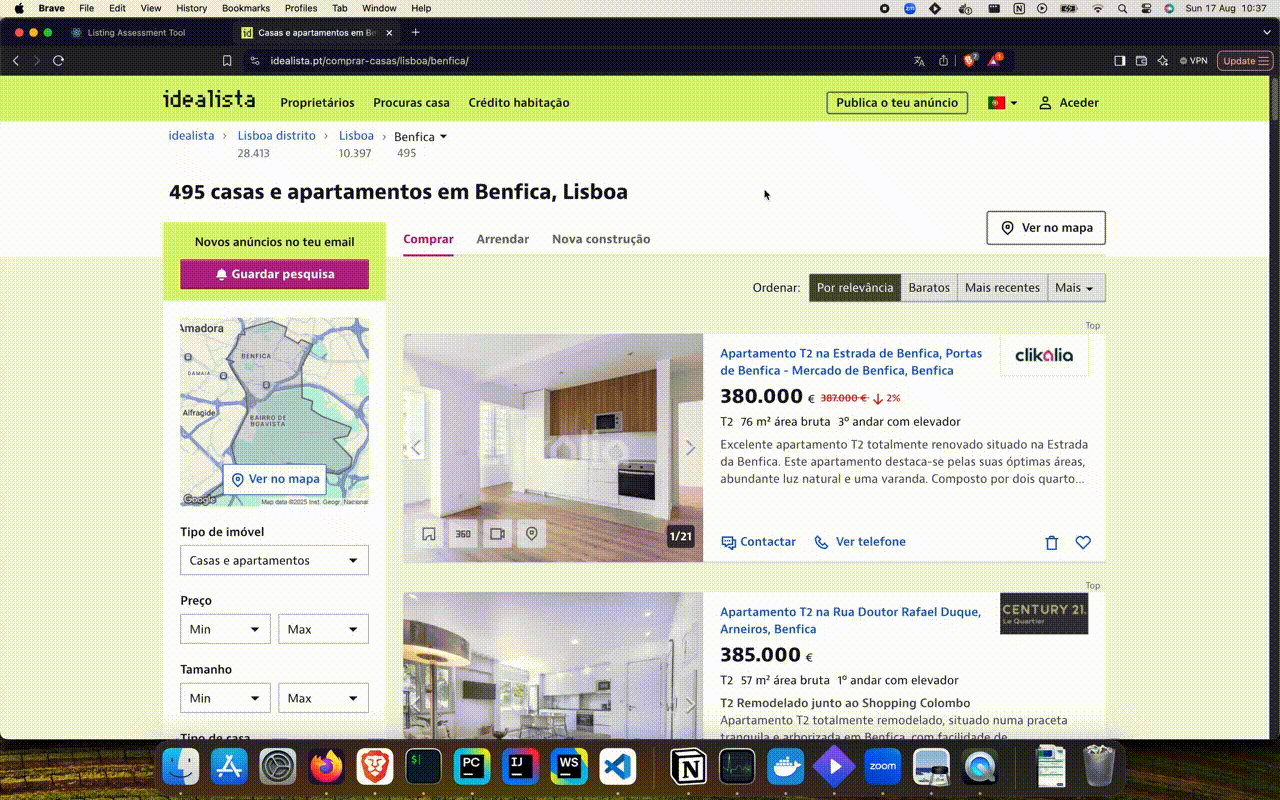 Brave File Edit View History Bookmarks Profiles Tab Window Help Sun 17 Aug 10:37
Listing Assessment Tool
Casas e apartamentos em Be
idealista.pt/comprar-casas/lisboa/benfica/
VPN
Update
idealista
Proprietários
Procuras casa
Crédito habitação
Publica o teu anúncio
Aceder
idealista
Lisboa distrito
Lisboa
Benfica
28.413
10.397
495
495 casas e apartamentos em Benfica, Lisboa
Novos anúncios no teu email
Guardar pesquisa
Comprar
Arrendar
Nova construção
Ver no mapa
Ordenar:
Por relevância
Baratos
Mais recentes
Mais
Amadora
BENFICA
DAMAIA
Alfragide
BAIRRO DE
BOAVISTA
Ver no mapa
Google
Map data ©2025 Inst. Geogr. Nacional
Tipo de imóvel
Casas e apartamentos
Preço
Min
Max
Tamanho
Min
Max
Tipo de casa
Top
Apartamento T2 na Estrada de Benfica, Portas
de Benfica - Mercado de Benfica, Benfica
clikalia
380.000 € 387.000 € 2%
T2 76 m² área bruta 3º andar com elevador
Excelente apartamento T2 totalmente renovado situado na Estrada
da Benfica. Este apartamento destaca-se pelas suas óptimas áreas,
abundante luz natural e uma varanda. Composto por dois quarto...
360
1/21
Contactar
Ver telefone
Top
Apartamento T2 na Rua Doutor Rafael Duque,
Arneiros, Benfica
CENTURY 21.
Le Quartier
385.000 €
T2 57 m² área bruta 1º andar com elevador
T2 Remodelado junto ao Shopping Colombo
Apartamento T2 totalmente remodelado, situado numa praceta
tranquila e arborizada em Benfica, com facilidade de
PC
IJ
WS
zoom